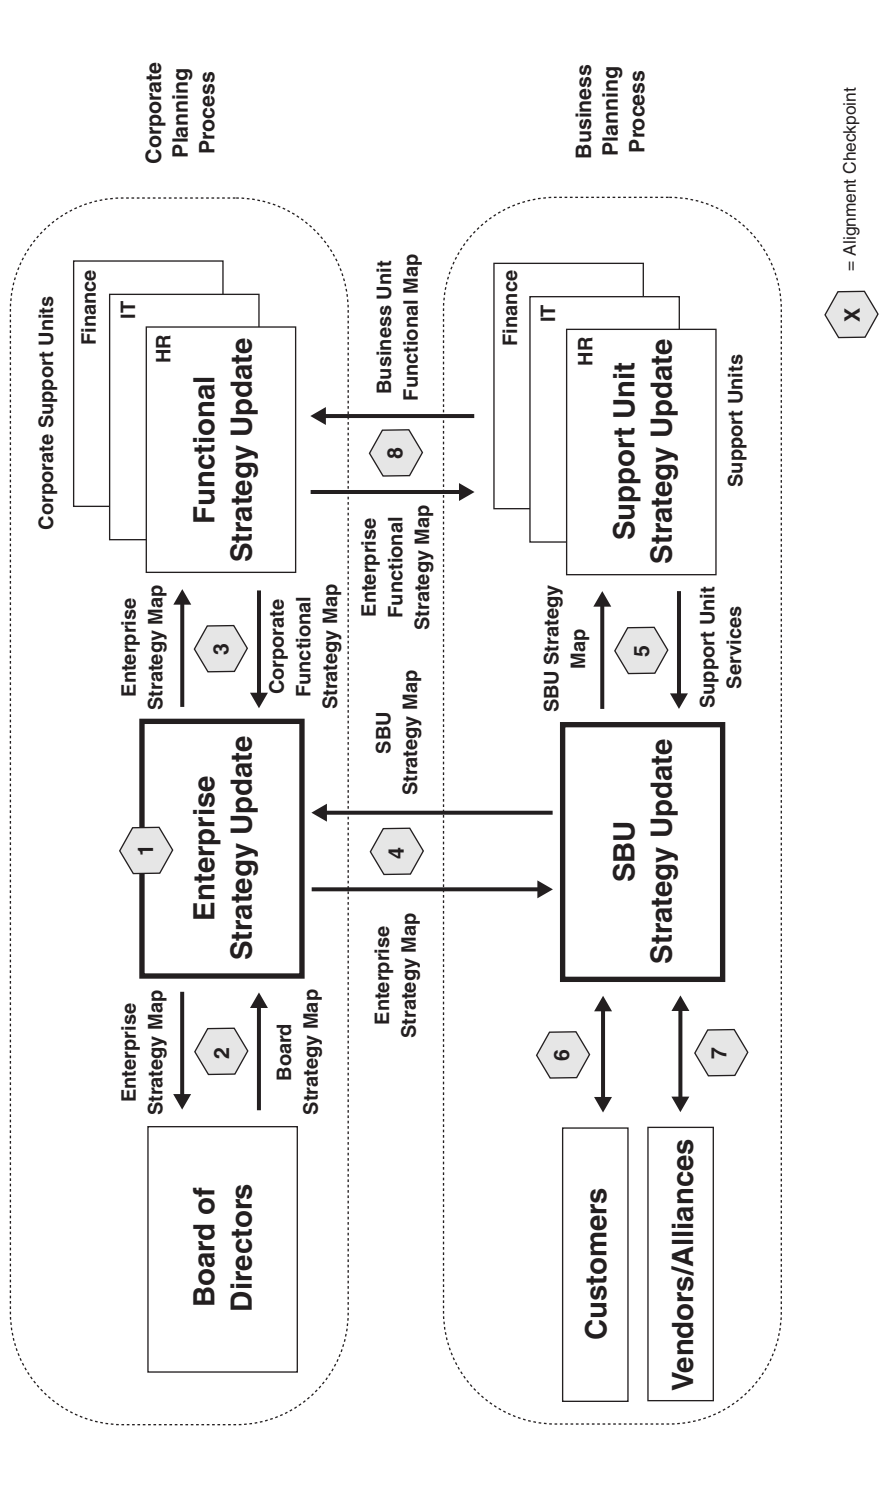 Corporate Support Units
Finance
IT
HR
Functional
Strategy Update
Corporate
Planning
Process
Enterprise
Strategy Map
3
Corporate
Functional
Strategy Map
1
Enterprise
Strategy Update
Enterprise
Strategy Map
2
Board
Strategy Map
Board of
Directors
Enterprise
Strategy Map
4
SBU
Strategy Map
Enterprise
Functional
Strategy Map
8
Business Unit
Functional Map
Customers
Vendors/Alliances
6
7
SBU
Strategy Update
SBU Strategy
Map
5
Support Unit
Services
Finance
IT
HR
Support Unit
Strategy Update
Support Units
Business
Planning
Process
X = Alignment Checkpoint